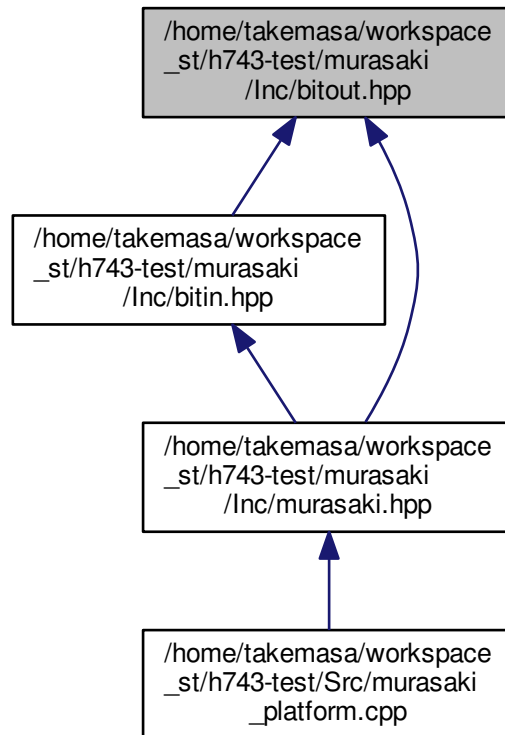 /home/takemasa/workspace
_st/h743-test/murasaki
/Inc/bitout.hpp
/home/takemasa/workspace
_st/h743-test/murasaki
/Inc/bitin.hpp
/home/takemasa/workspace
_st/h743-test/murasaki
/Inc/murasaki.hpp
/home/takemasa/workspace
_st/h743-test/Src/murasaki
_platform.cpp